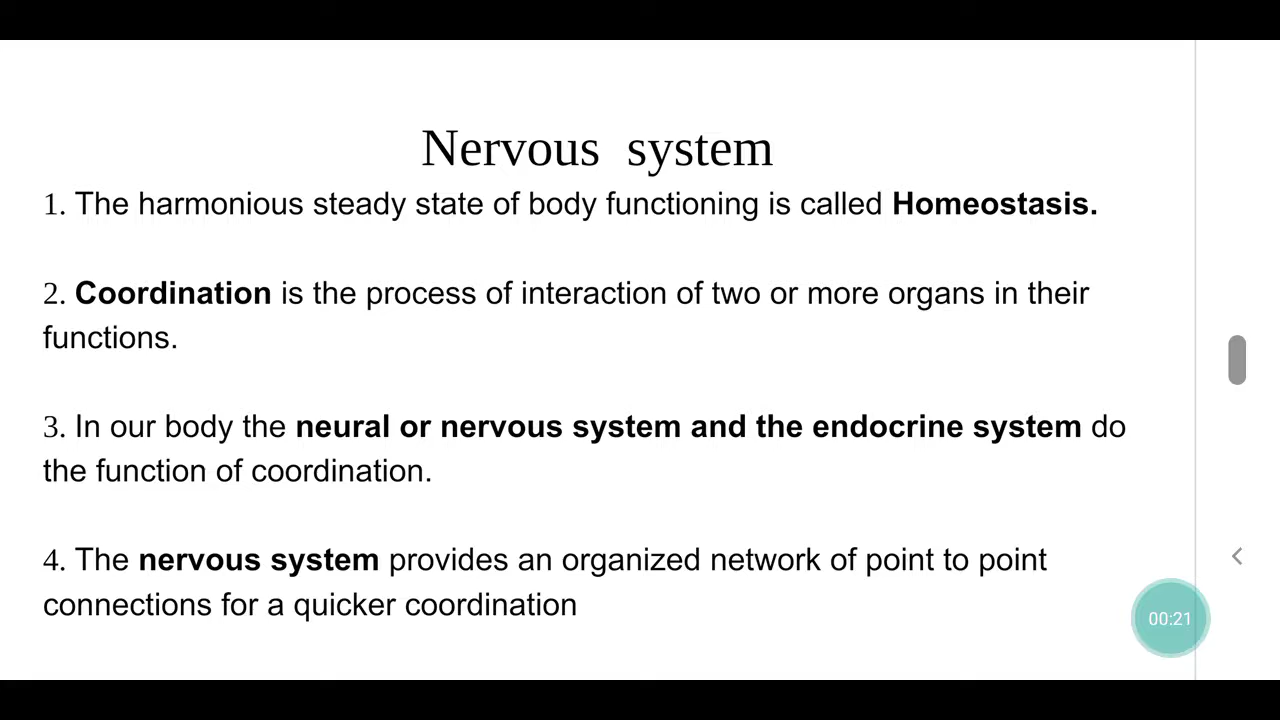 Nervous system
1. The harmonious steady state of body functioning is called Homeostasis.
2. Coordination is the process of interaction of two or more organs in their
functions.
3. In our body the neural or nervous system and the endocrine system do
the function of coordination.
4. The nervous system provides an organized network of point to point
connections for a quicker coordination
00:21